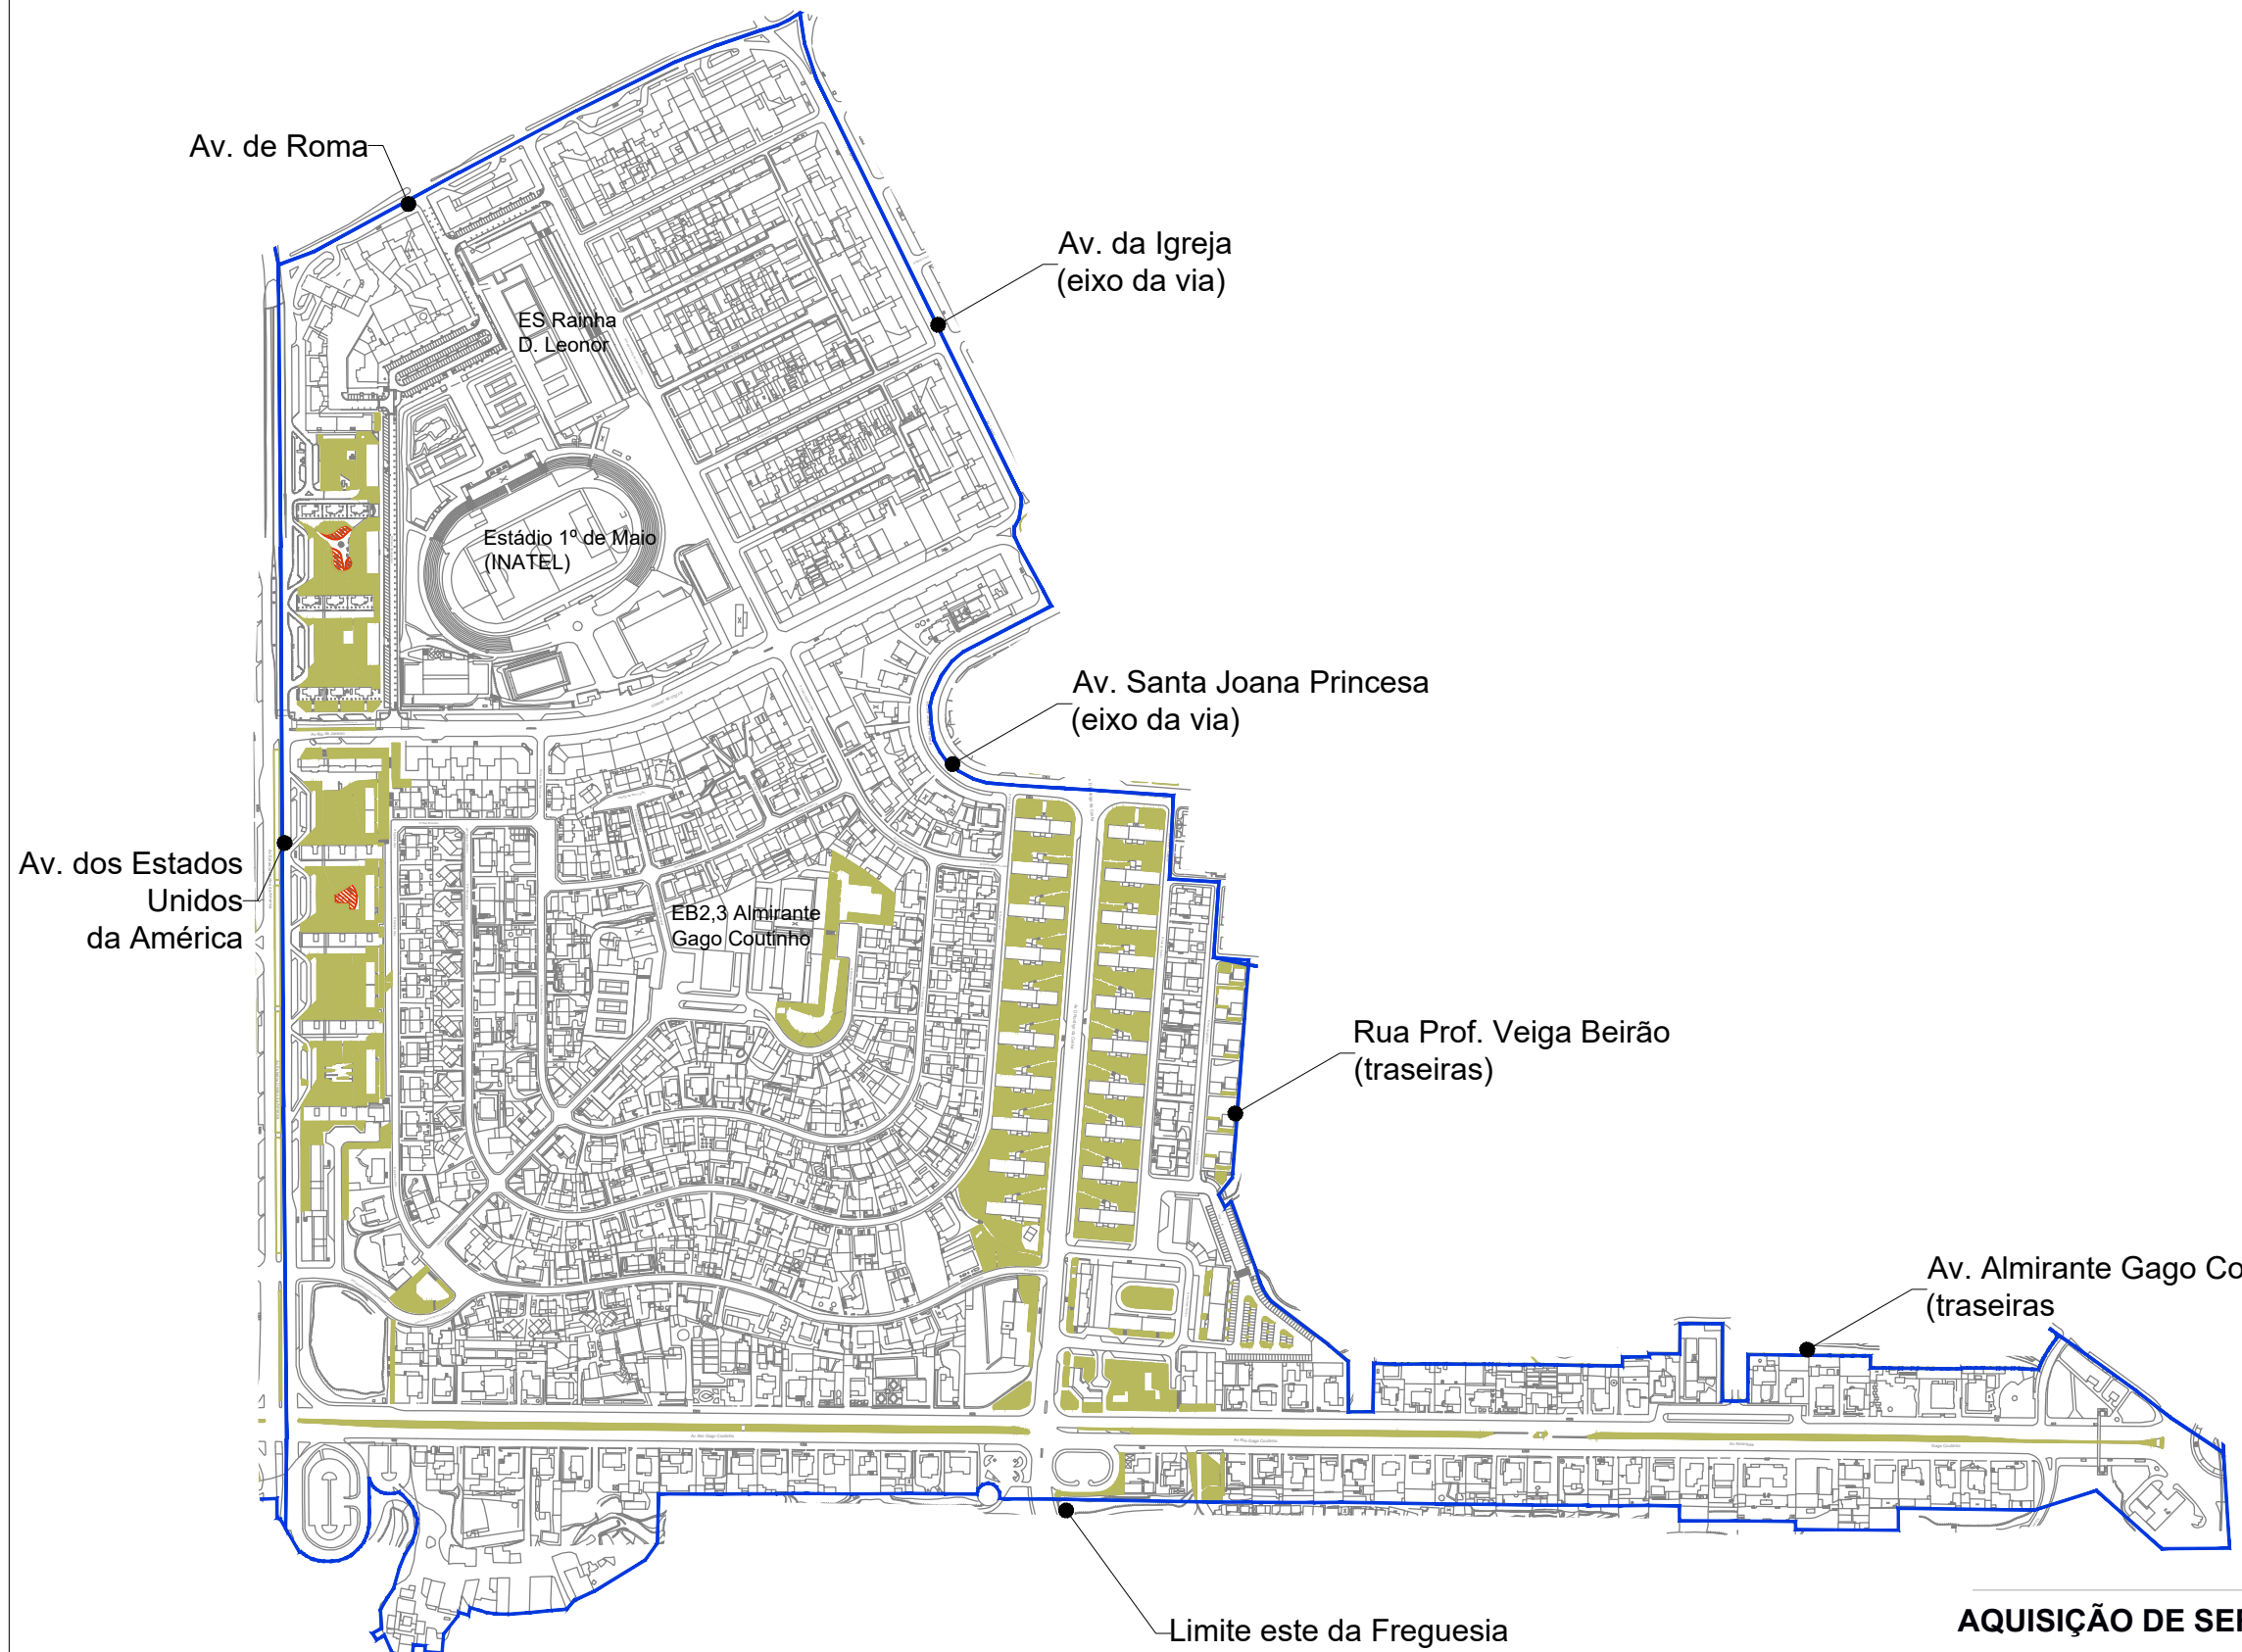 Av. de Roma
Av. da Igreja
(eixo da via)
ES Rainha
D. Leonor
Estádio 1º de Maio
(INATEL)
Av. Santa Joana Princesa
(eixo da via)
Av. dos Estados
Unidos
da América
EB2,3 Almirante
Gago Coutinho
Rua Prof. Veiga Beirão
(traseiras)
Av. Almirante Gago Co
(traseiras
Limite este da Freguesia
AQUISIÇÃO DE SE